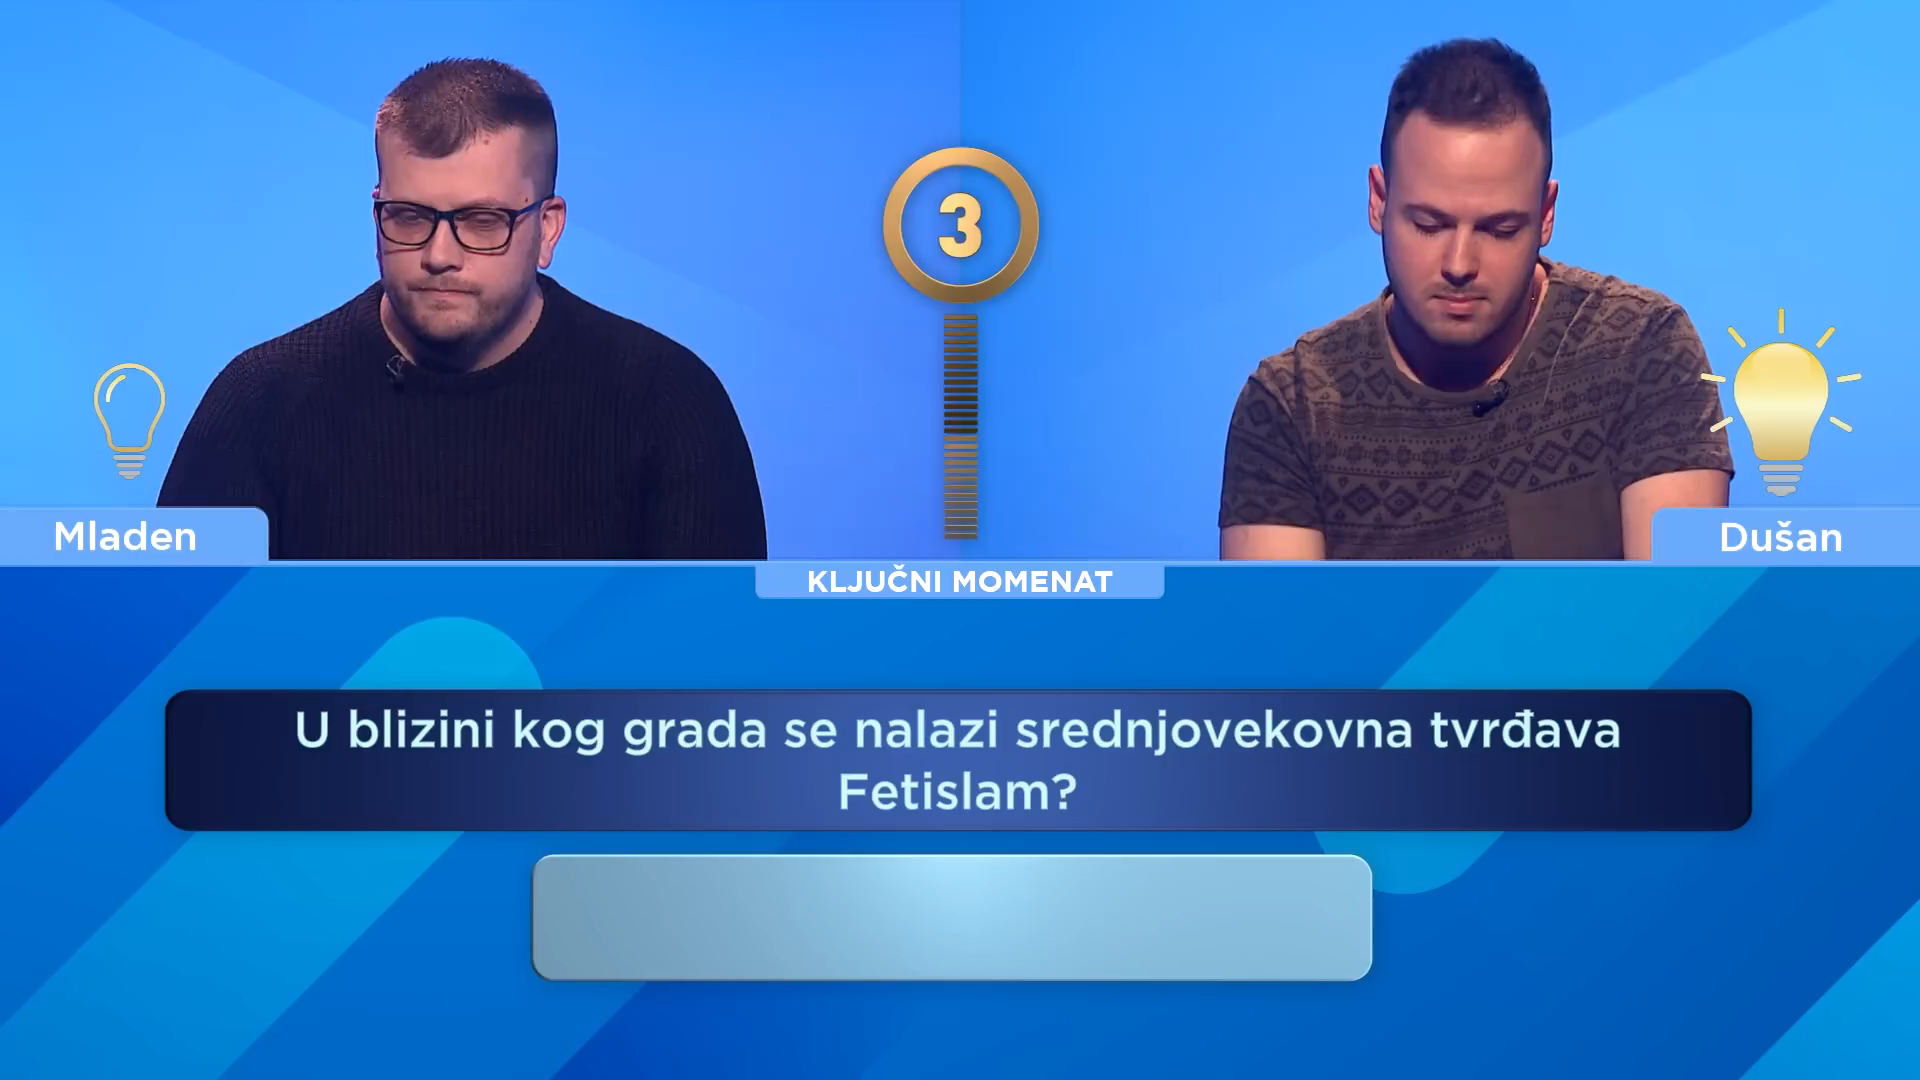 3
Mladen
Dušan
KLJUČNI MOMENAT
U blizini kog grada se nalazi srednjovekovna tvrđava
Fetislam?